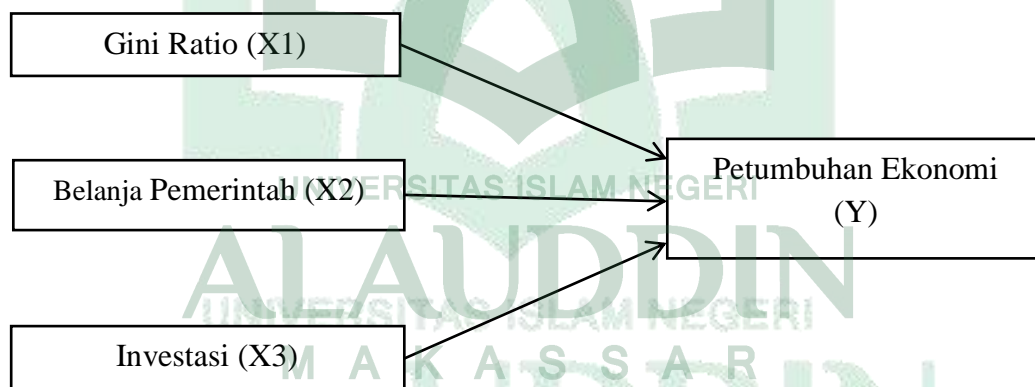 Gini Ratio (X1)
Belanja Pemerintah (X2)
Petumbuhan Ekonomi
(Y)
Investasi (X3)
UNIVERSITAS ISLAM NEGERI
ALAUDDIN
UNIVERSITAS ISLAM NEGERI
M A K A S S A R